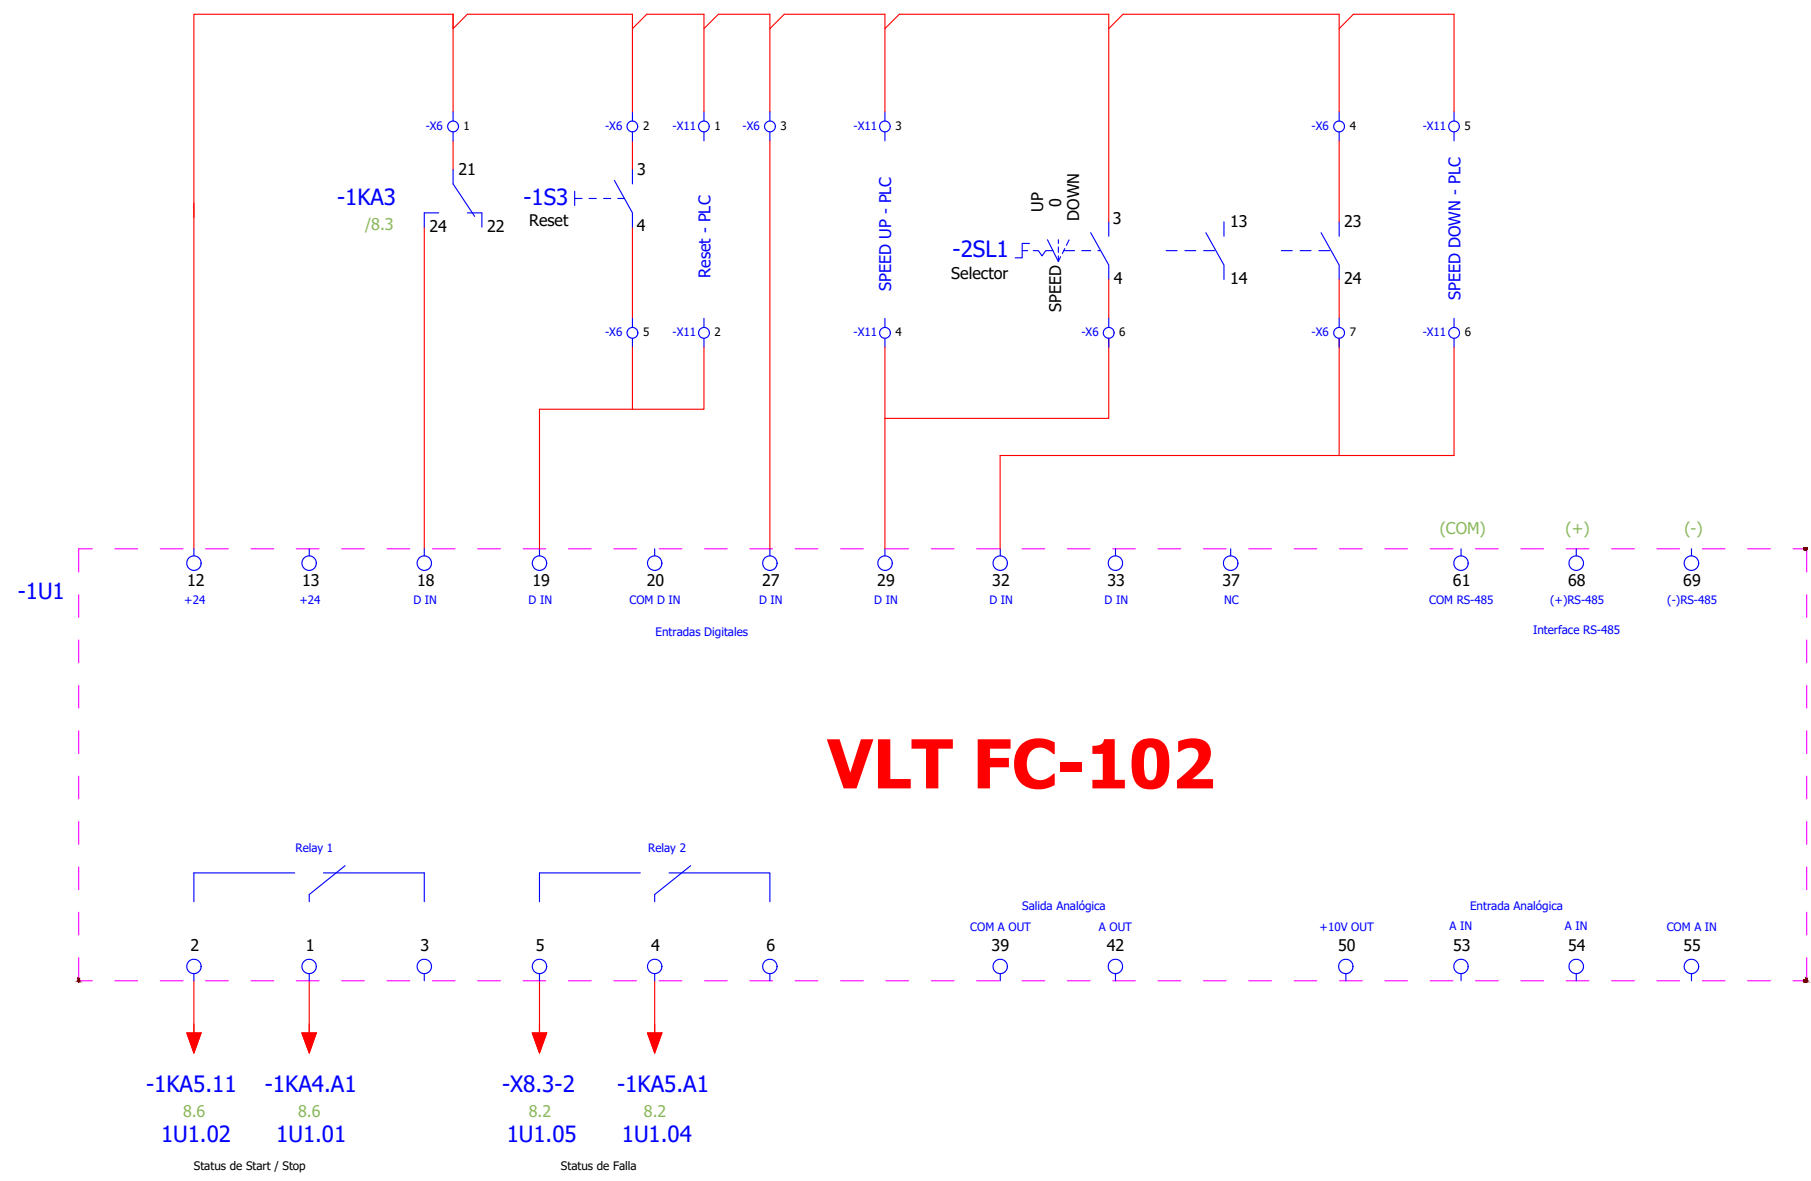 -X6 1
-X6 2
-X11 1
-X6 3
-X11 3
-X6 4
-X11 5
-1KA3
/8.3
21
24
22
-1S3
Reset
3
4
Reset - PLC
SPEED UP - PLC
-2SL1
Selector
SPEED
UP
0
DOWN
3
4
13
14
23
24
SPEED DOWN - PLC
-X6 5
-X11 2
-X11 4
-X6 6
-X6 7
-X11 6
(COM) (+) (-)
-1U1
12 13 18 19 20 27 29 32 33 37 61 68 69
+24 +24 D IN D IN COM D IN D IN D IN D IN D IN NC COM RS-485 (+)RS-485 (-)RS-485
Entradas Digitales
Interface RS-485
VLT FC-102
Relay 1
Relay 2
Salida Analógica
Entrada Analógica
COM A OUT A OUT +10V OUT A IN A IN COM A IN
2 1 3 5 4 6 39 42 50 53 54 55
-1KA5.11 -1KA4.A1 -X8.3-2 -1KA5.A1
8.6 8.6 8.2 8.2
1U1.02 1U1.01 1U1.05 1U1.04
Status de Start / Stop
Status de Falla